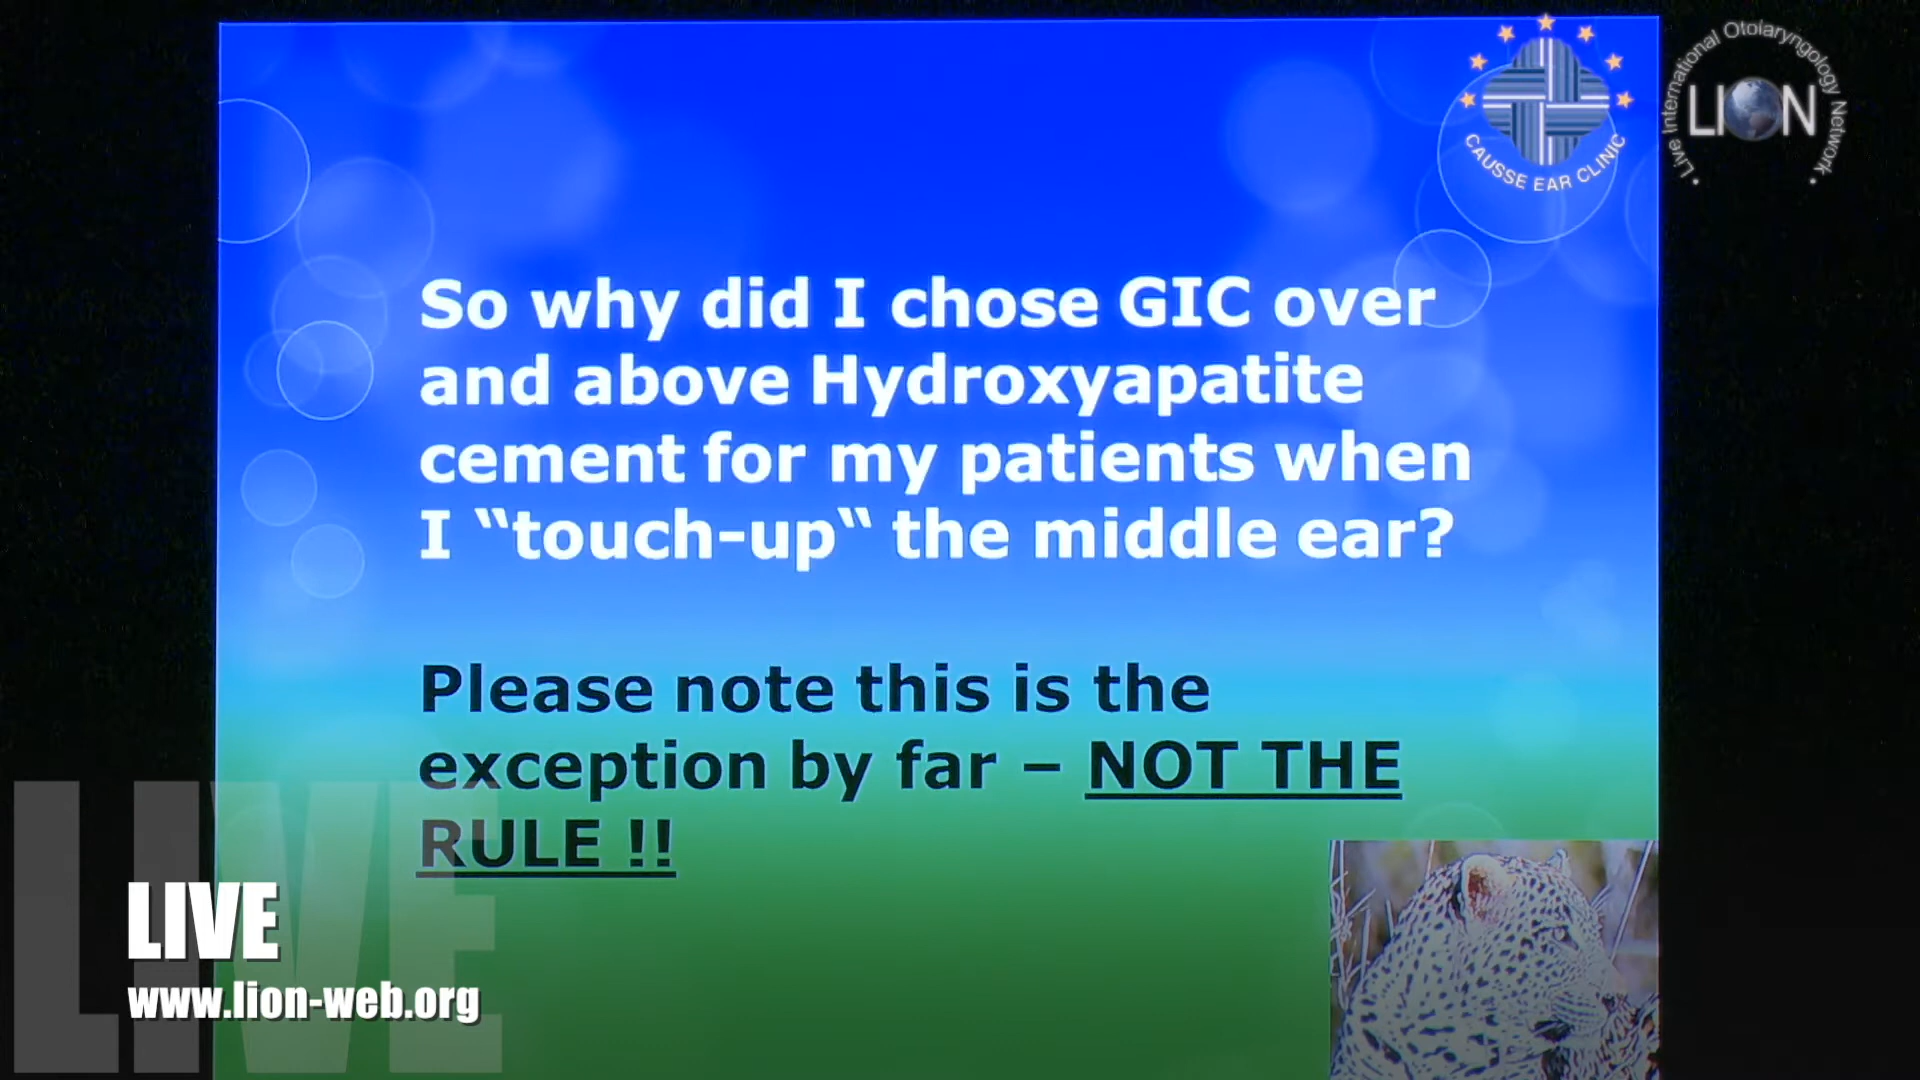 So why did I chose GIC over
and above Hydroxyapatite
cement for my patients when
I “touch-up“ the middle ear?
Please note this is the
exception by far – NOT THE
RULE !!
CAUSSE EAR CLINIC
• Live International Otolaryngology Network •
LION
LIVE
LIVE
www.lion-web.org